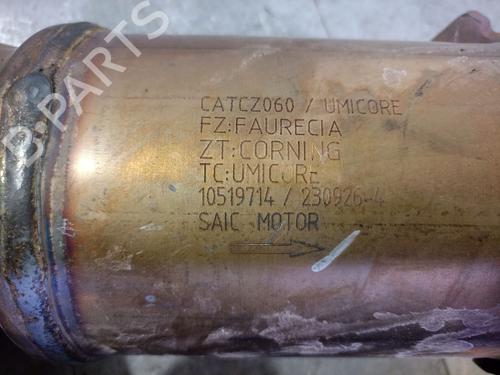 CATCZ060 / UMICORE
FZ:FAURECIA
ZT:CORNING
TC:UMICORE
10519714 / 230926-4
SAIC MOTOR
B-PARTS